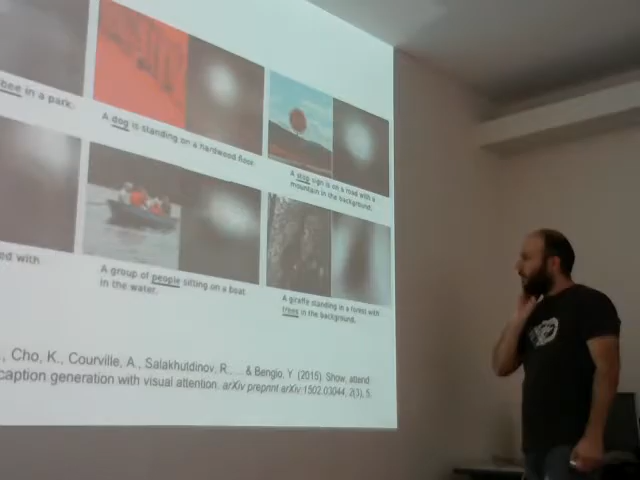 bee in a park.
A dog is standing on a hardwood floor.
A stop sign is on a road with a
mountain in the background.
ed with
A group of people sitting on a boat
in the water.
A giraffe standing in a forest with
trees in the background.
., Cho, K., Courville, A., Salakhutdinov, R., ... & Bengio, Y. (2015). Show, attend
caption generation with visual attention. arXiv preprint arXiv:1502.03044, 2(3), 5.